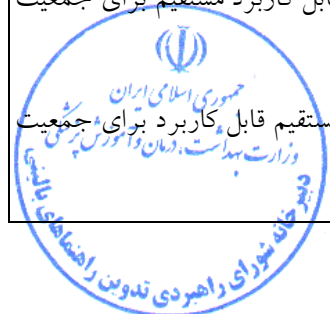 قابل کاربرد مستقیم برای جمعیت
جمهوری اسلامی ایران
مستقیم قابل کاربرد برای جمعیت
وزارت بهداشت، درمان و آموزش پزشکی
دبیرخانه شورای راهبردی تدوین راهنماهای بالینی